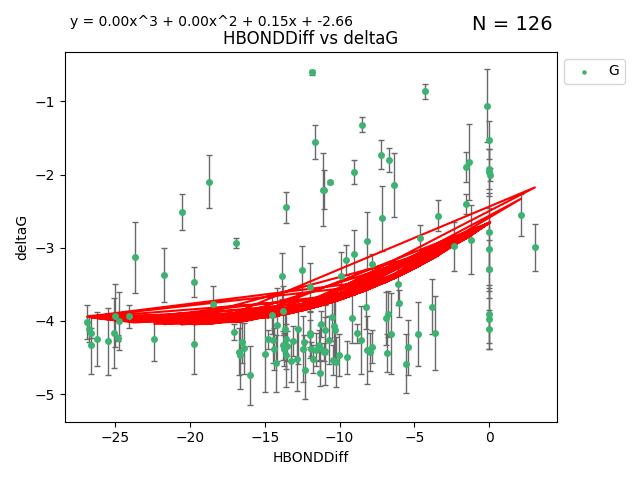 y = 0.00x^3 + 0.00x^2 + 0.15x + -2.66
N = 126
HBONDDiff vs deltaG
G
deltaG
−1
−2
−3
−4
−5
−25
−20
−15
−10
−5
0
HBONDDiff